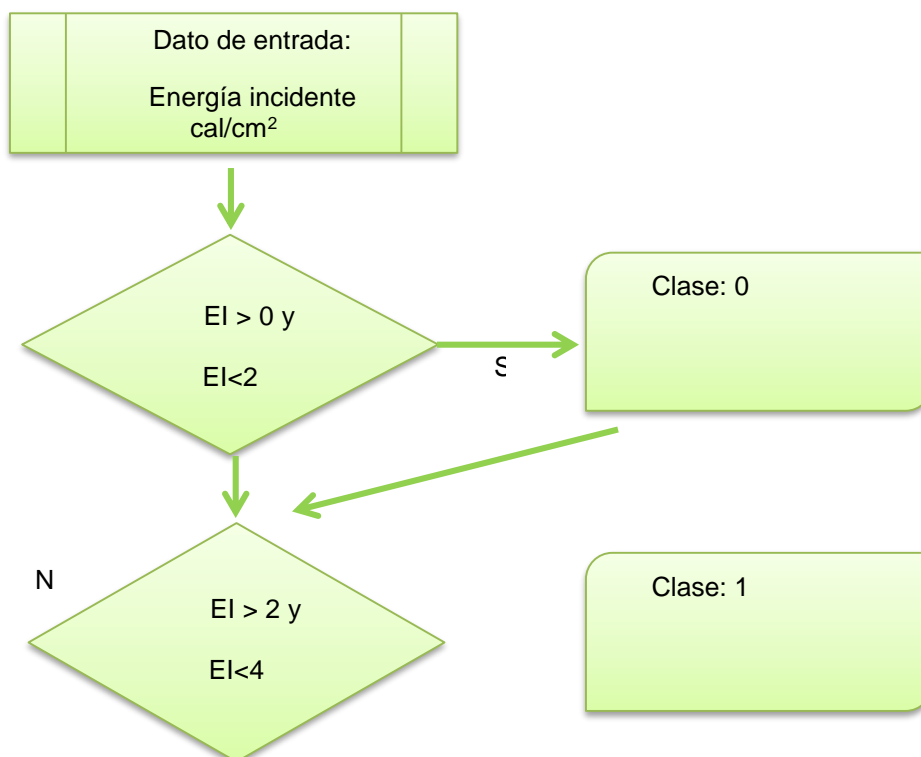 Dato de entrada:
Energía incidente
cal/cm²
EI > 0 y
EI<2
S
Clase: 0
N
EI > 2 y
EI<4
Clase: 1